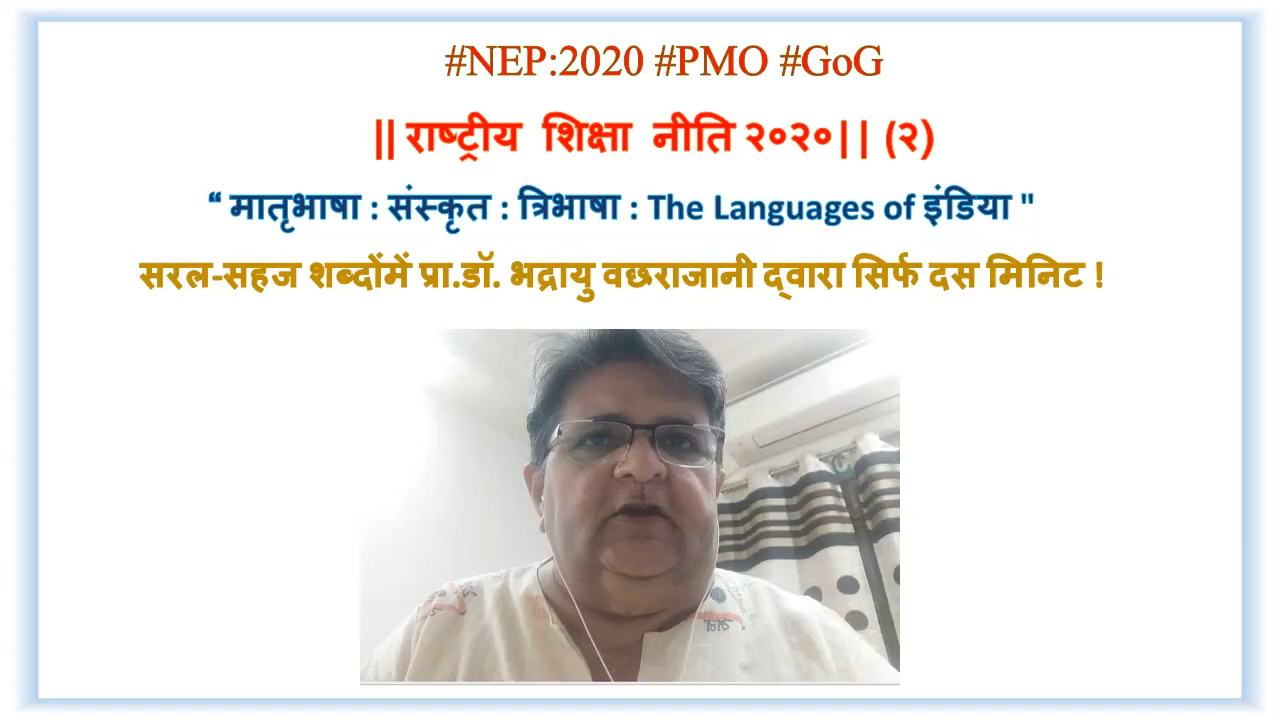 #NEP:2020 #PMO #GoG
|| राष्ट्रीय शिक्षा नीति २०२०|| (२)
“ मातृभाषा : संस्कृत : त्रिभाषा : The Languages of इंडिया "
सरल-सहज शब्दोंमें प्रा.डॉ. भद्रायु वछराजानी द्वारा सिर्फ दस मिनिट !